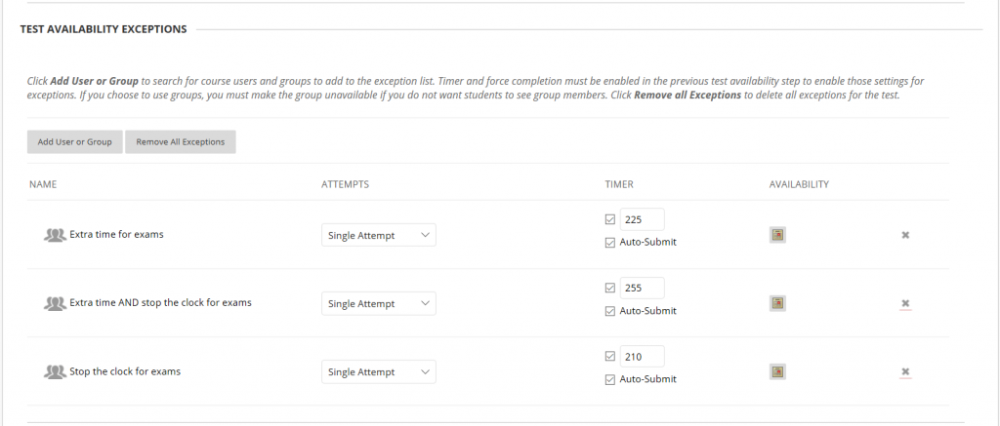 TEST AVAILABILITY EXCEPTIONS
Click Add User or Group to search for course users and groups to add to the exception list. Timer and force completion must be enabled in the previous test availability step to enable those settings for
exceptions. If you choose to use groups, you must make the group unavailable if you do not want students to see group members. Click Remove all Exceptions to delete all exceptions for the test.
Add User or Group Remove All Exceptions
NAME ATTEMPTS TIMER AVAILABILITY
225
Extra time for exams Single Attempt
Auto-Submit
255
Extra time AND stop the clock for exams Single Attempt
Auto-Submit
210
Stop the clock for exams Single Attempt
Auto-Submit